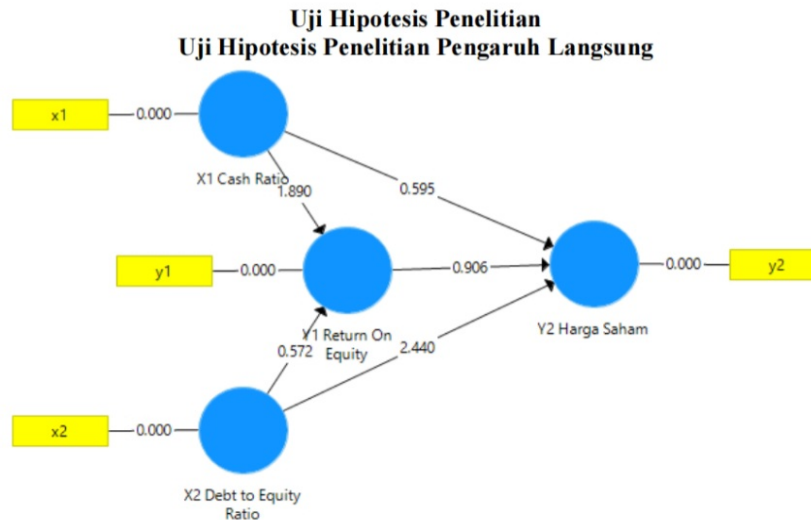 Uji Hipotesis Penelitian
Uji Hipotesis Penelitian Pengaruh Langsung
x1
0.000
X1 Cash Ratio
1.890
0.595
y1
0.000
0.906
0.000
y2
Y1 Return On
Equity
Y2 Harga Saham
0.572
2.440
x2
0.000
X2 Debt to Equity
Ratio